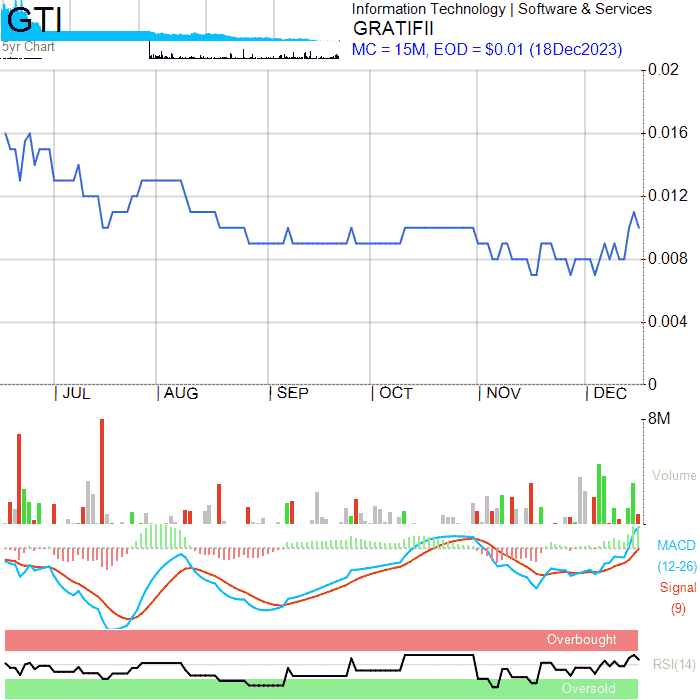 GTI
5yr Chart
Information Technology | Software & Services
GRATIFII
MC = 15M, EOD = $0.01 (18Dec2023)
0.02
0.016
0.012
0.008
0.004
0
| JUL | AUG | SEP | OCT | NOV | DEC
8M
Volume
MACD
(12-26)
Signal
(9)
Overbought
RSI(14)
Oversold